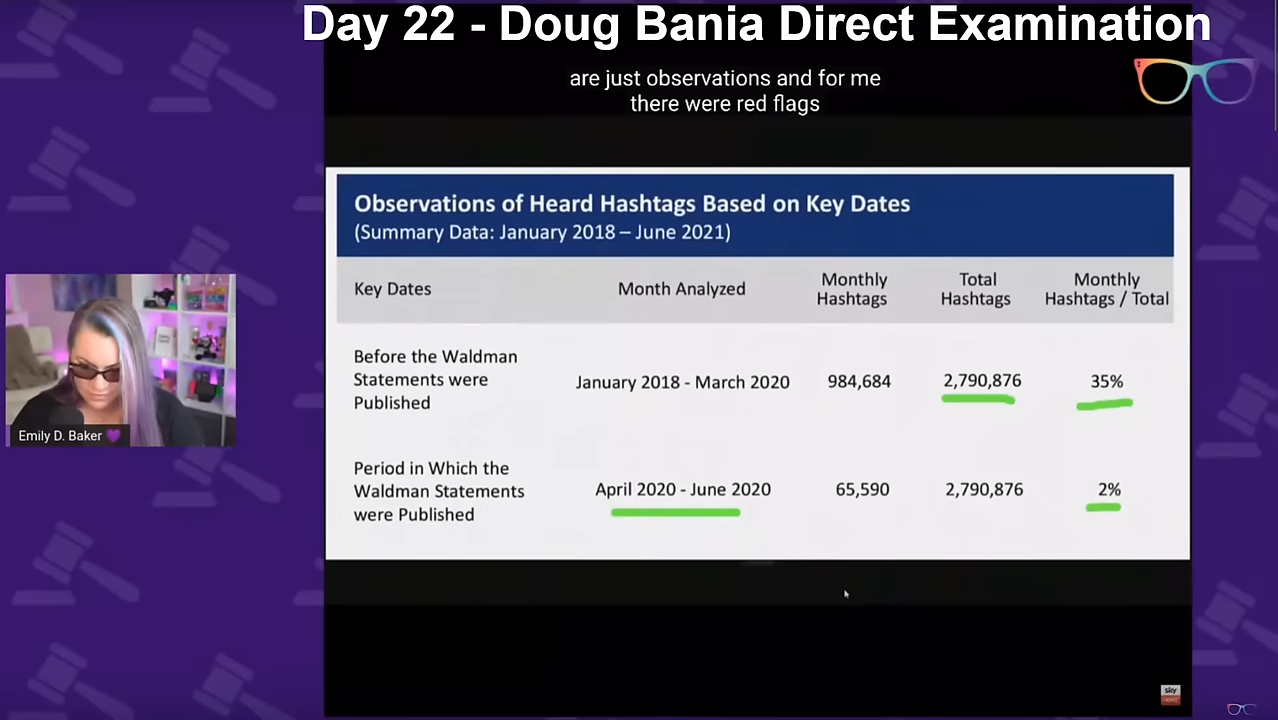 Day 22 - Doug Bania Direct Examination
are just observations and for me
there were red flags
Observations of Heard Hashtags Based on Key Dates
(Summary Data: January 2018 – June 2021)
Key Dates
Month Analyzed
Monthly
Hashtags
Total
Hashtags
Monthly
Hashtags / Total
Before the Waldman
Statements were
Published
January 2018 - March 2020
984,684
2,790,876
35%
Period in Which the
Waldman Statements
were Published
April 2020 - June 2020
65,590
2,790,876
2%
Emily D. Baker 💜
sky